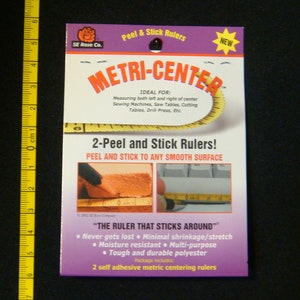 Peel & Stick Rulers
SE Rose Co.
NEW
METRI-CENTER
IDEAL FOR:
Measuring both left and right of center
Sewing Machines, Saw Tables, Cutting
Tables, Drill Press, Etc.
2-Peel and Stick Rulers!
PEEL AND STICK TO ANY SMOOTH SURFACE
"THE RULER THAT STICKS AROUND"
• Never gets lost • Minimal shrinkage/stretch
• Moisture resistant • Multi-purpose
• Tough and durable polyester
Package includes:
2 self adhesive metric centering rulers